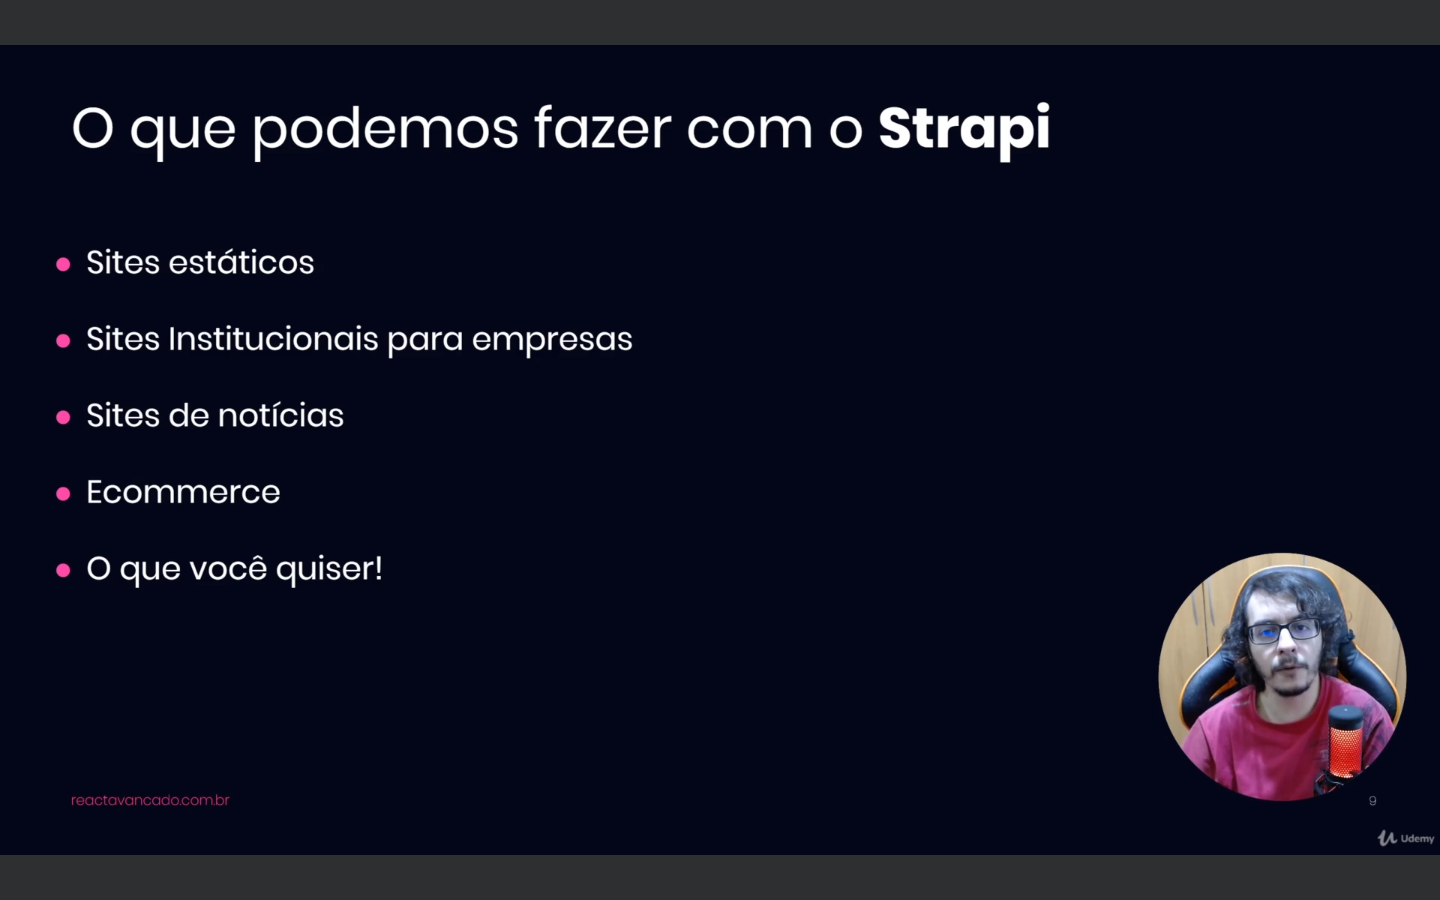 O que podemos fazer com o Strapi
Sites estáticos
Sites Institucionais para empresas
Sites de notícias
Ecommerce
O que você quiser!
reactavancado.com.br
9
Udemy